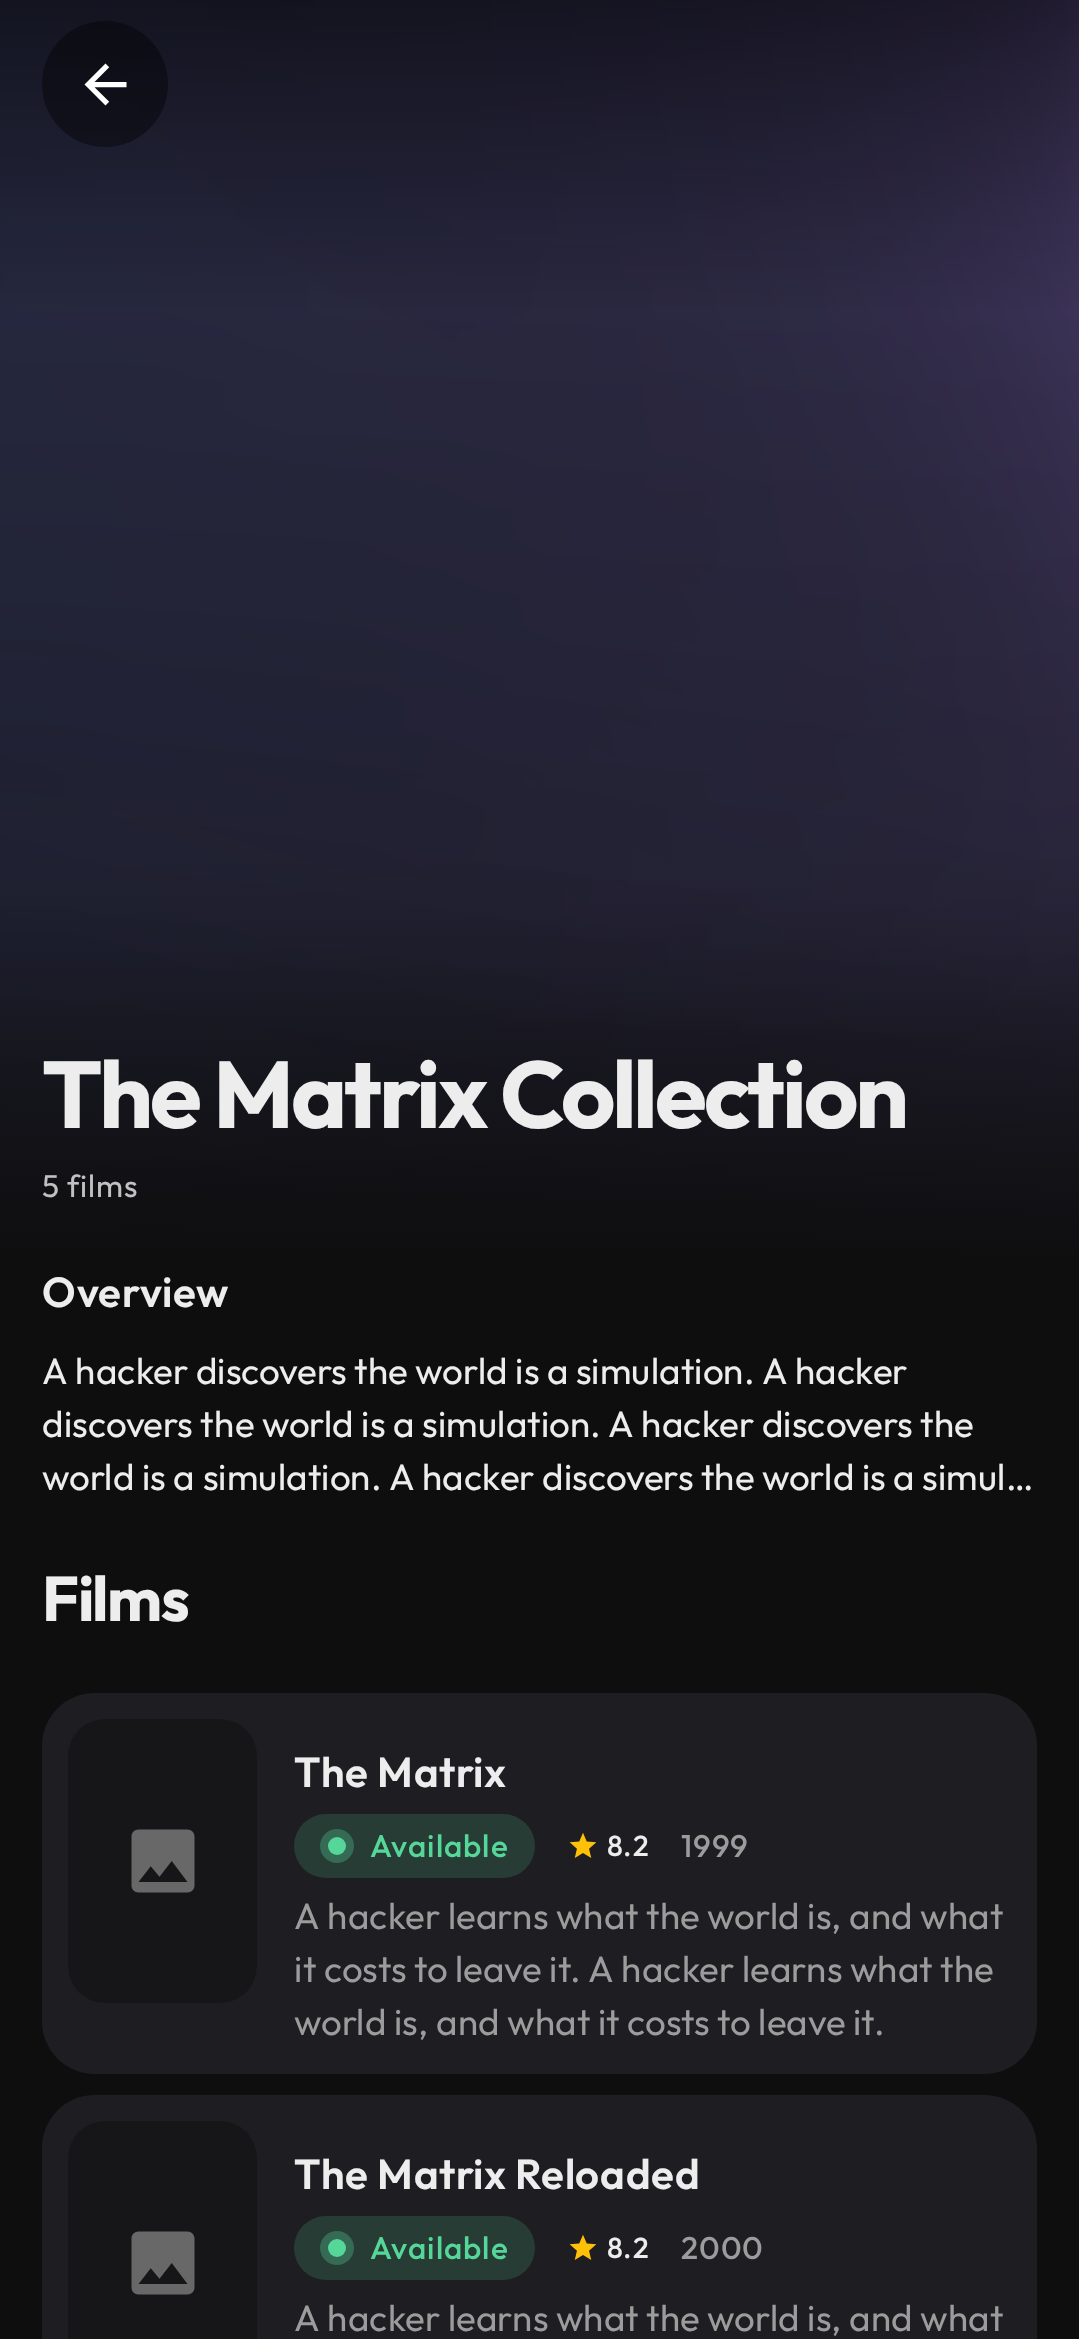 The Matrix Collection
5 films
Overview
A hacker discovers the world is a simulation. A hacker
discovers the world is a simulation. A hacker discovers the
world is a simulation. A hacker discovers the world is a simul...
Films
The Matrix
Available 8.2 1999
A hacker learns what the world is, and what
it costs to leave it. A hacker learns what the
world is, and what it costs to leave it.
The Matrix Reloaded
Available 8.2 2000
A hacker learns what the world is, and what